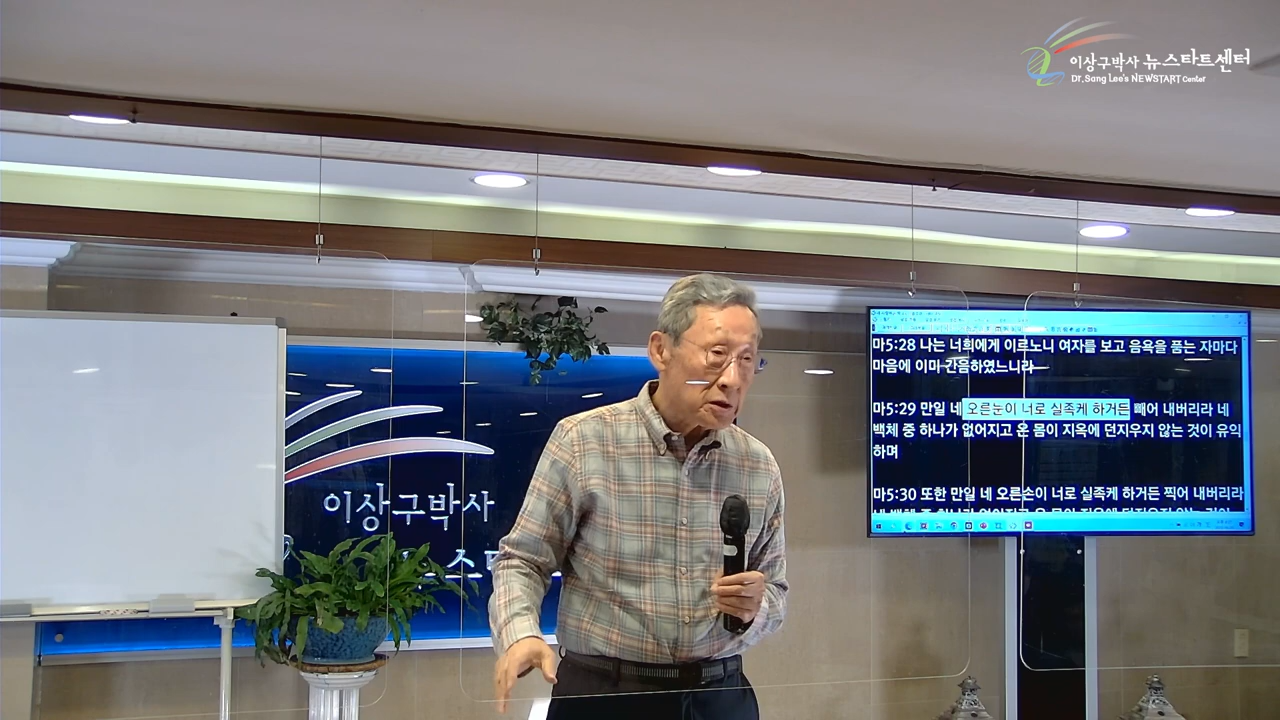 이상구박사 뉴스타트센터
Dr. Sang Lee's NEWSTART Center
이상구박사
스
마5:28 나는 너희에게 이르노니 여자를 보고 음욕을 품는 자마다
마음에 이미 간음하였느니라
마5:29 만일 네 오른눈이 너로 실족케 하거든 빼어 내버리라 네
백체 중 하나가 없어지고 온 몸이 지옥에 던지우지 않는 것이 유익
하며
마5:30 또한 만일 네 오른손이 너로 실족케 하거든 찍어 내버리라